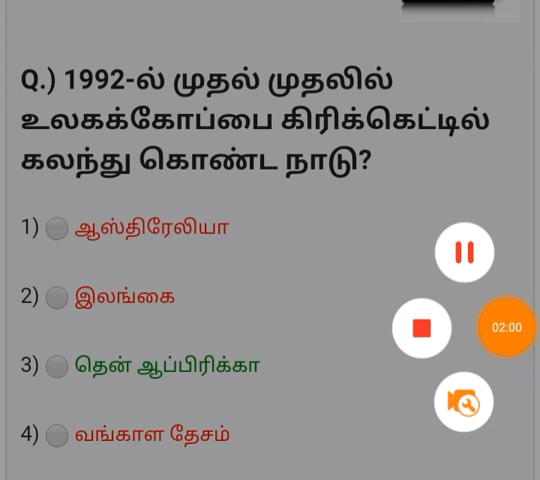 Q.) 1992-ல் முதல் முதலில்
உலகக்கோப்பை கிரிக்கெட்டில்
கலந்து கொண்ட நாடு?
1) ஆஸ்திரேலியா
2) இலங்கை
02:00
3) தென் ஆப்பிரிக்கா
4) வங்காள தேசம்